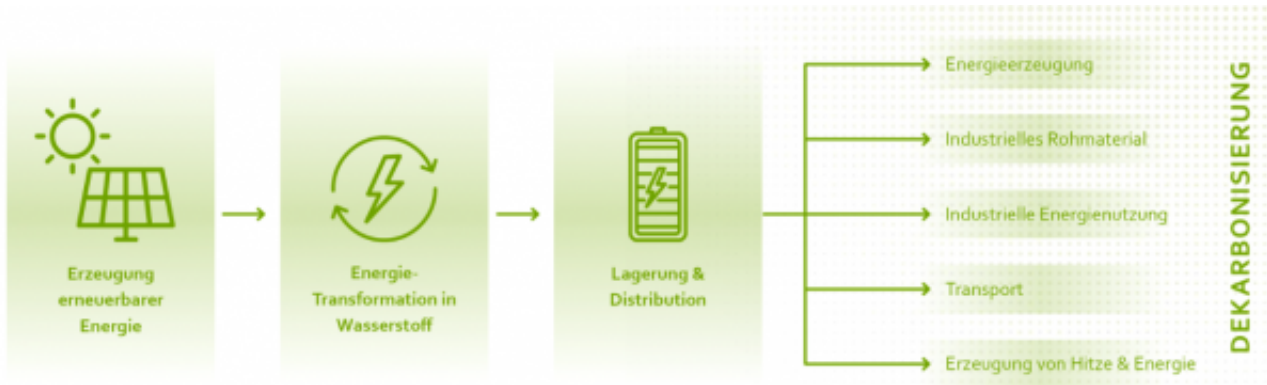 Erzeugung
erneuerbarer
Energie
Energie-
Transformation in
Wasserstoff
Lagerung &
Distribution
Energieerzeugung
Industrielles Rohmaterial
Industrielle Energienutzung
Transport
Erzeugung von Hitze & Energie
DEKARBONISIERUNG